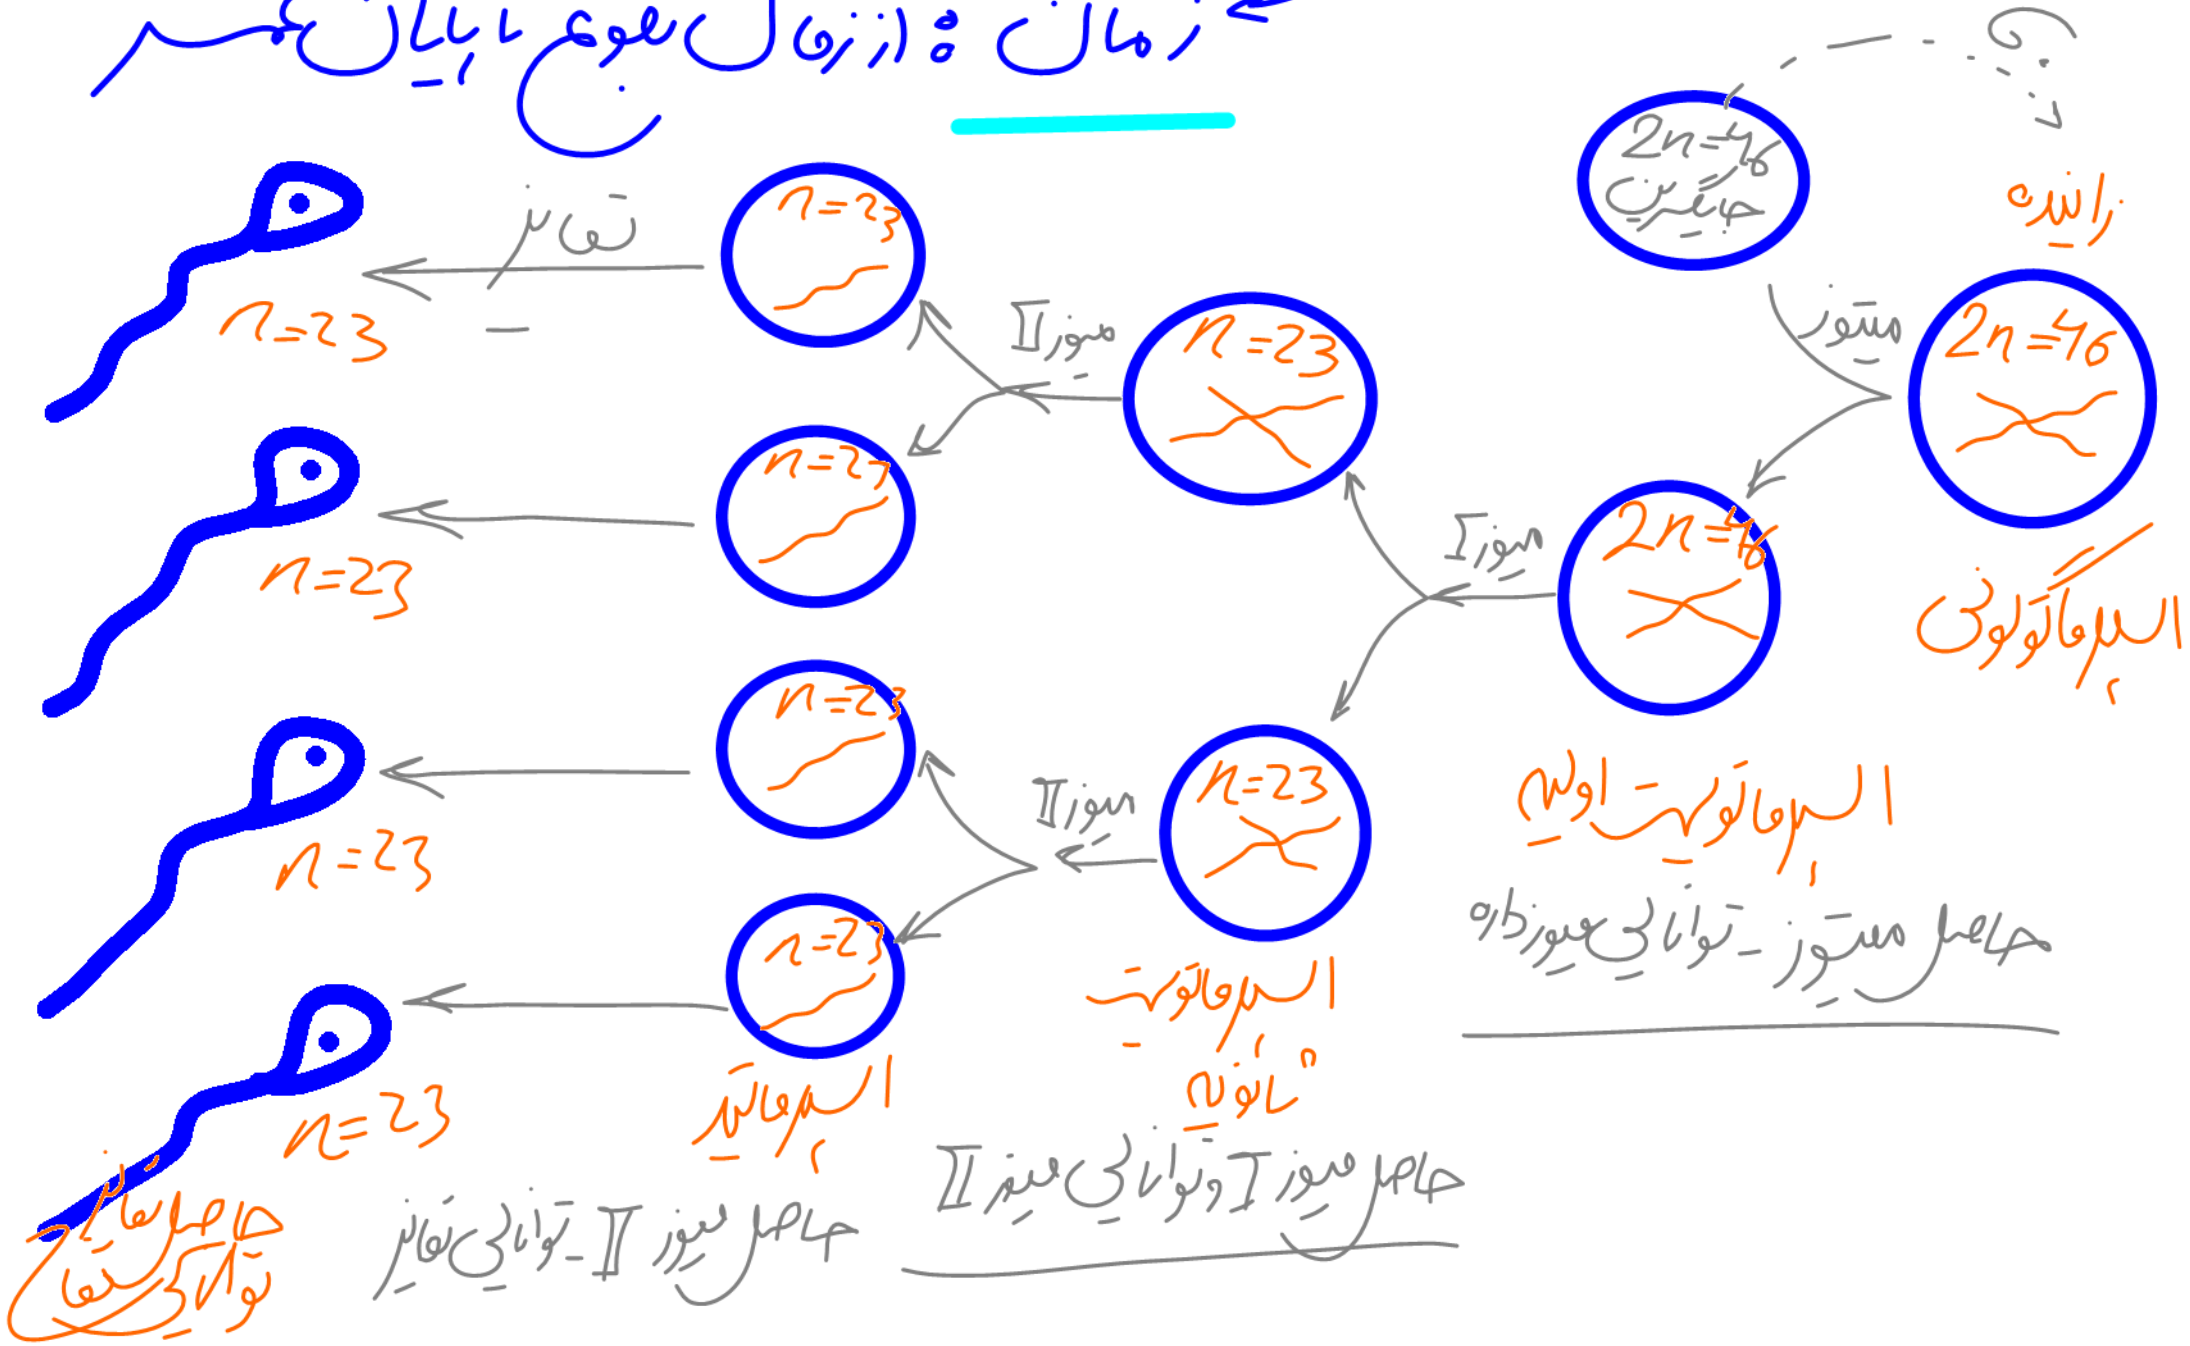 زمان : از زمان بلوغ تا پایان عمر
2n=46
جایگزین
زاینده
2n=46
اسپرماتوگونی
میتوز
2n=46
اسپرماتوسیت اولیه
حاصل میتوز - توانایی میوز دارد
میوز I
n=23
n=23
اسپرماتوسیت
ثانویه
حاصل میوز I و توانایی میوز II
میوز II
میوز II
n=23
n=23
n=23
n=23
اسپرماتید
حاصل میوز II - توانایی تمایز
تمایز
n=23
n=23
n=23
n=23
حاصل تمایز
توانایی لقاح